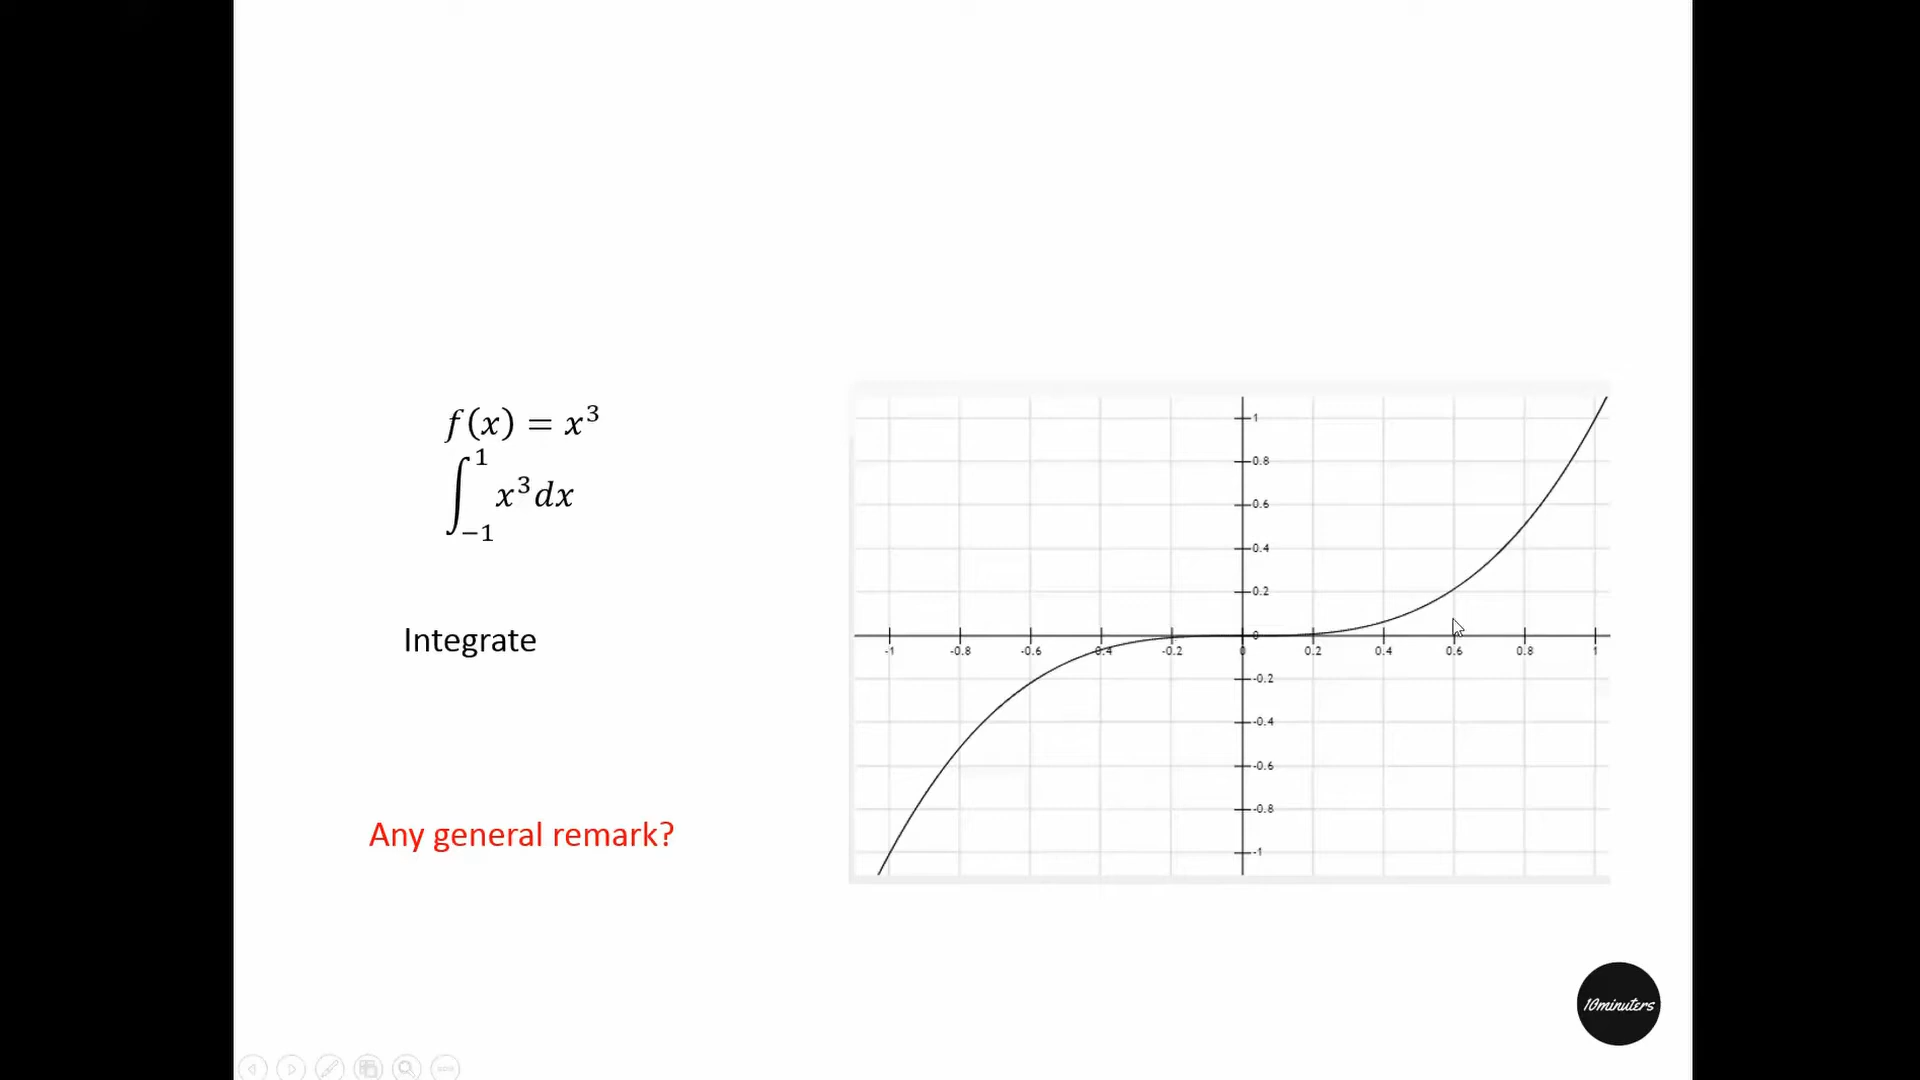 f(x) = x³
∫₋₁¹ x³dx
Integrate
Any general remark?
1
0.8
0.6
0.4
0.2
0
-1 -0.8 -0.6 -0.4 -0.2 0 0.2 0.4 0.6 0.8 1
-0.2
-0.4
-0.6
-0.8
-1
10minuters